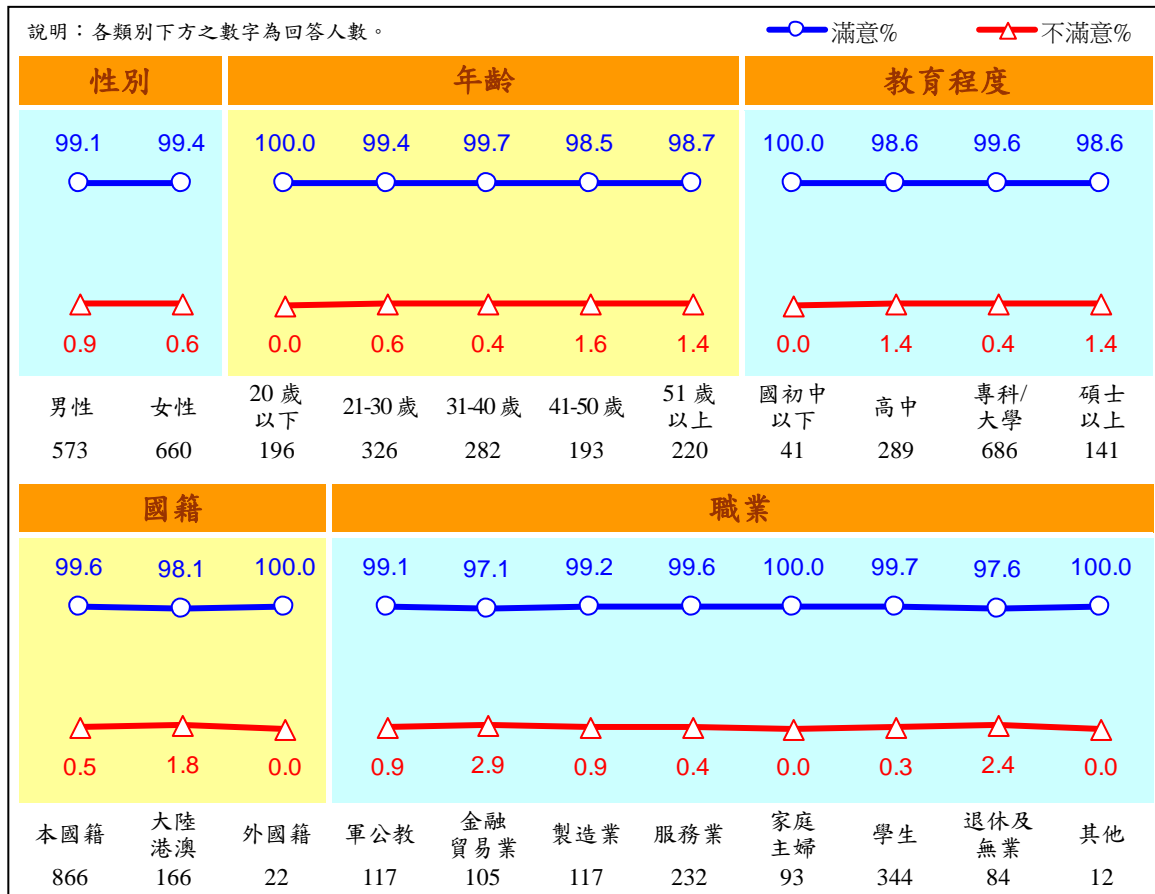 說明：各類別下方之數字為回答人數。
滿意% 不滿意%
性別 年齡 教育程度
99.1 99.4 100.0 99.4 99.7 98.5 98.7 100.0 98.6 99.6 98.6
0.9 0.6 0.0 0.6 0.4 1.6 1.4 0.0 1.4 0.4 1.4
男性 女性 20 歲以下 21-30 歲 31-40 歲 41-50 歲 51 歲以上 國初中以下 高中 專科/大學 碩士以上
573 660 196 326 282 193 220 41 289 686 141
國籍 職業
99.6 98.1 100.0 99.1 97.1 99.2 99.6 100.0 99.7 97.6 100.0
0.5 1.8 0.0 0.9 2.9 0.9 0.4 0.0 0.3 2.4 0.0
本國籍 大陸港澳 外國籍 軍公教 金融貿易業 製造業 服務業 家庭主婦 學生 退休及無業 其他
866 166 22 117 105 117 232 93 344 84 12